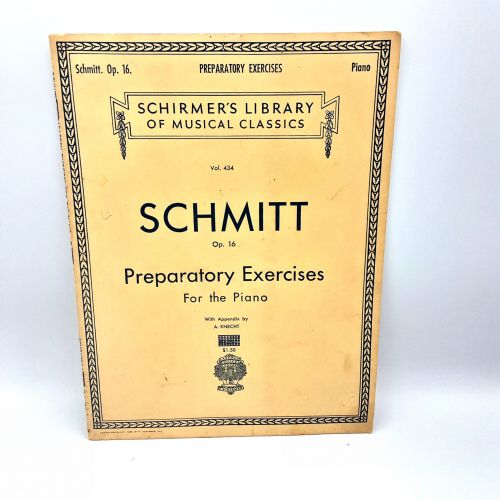 Schmitt. Op. 16. PREPARATORY EXERCISES Piano
SCHIRMER'S LIBRARY
OF MUSICAL CLASSICS
Vol. 434
SCHMITT
Op. 16
Preparatory Exercises
For the Piano
With Appendix by
A. KNECHT
$1.50